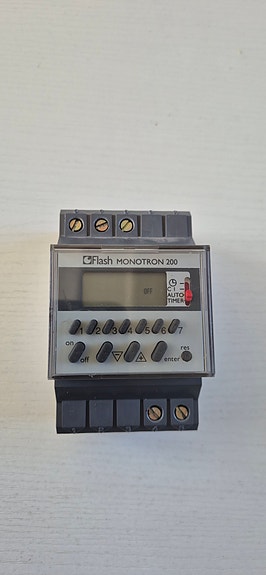 Flash MONOTRON 200
OFF
C I
AUTO
TIMER
1 2 3 4 5 6 7
on
off
enter
res